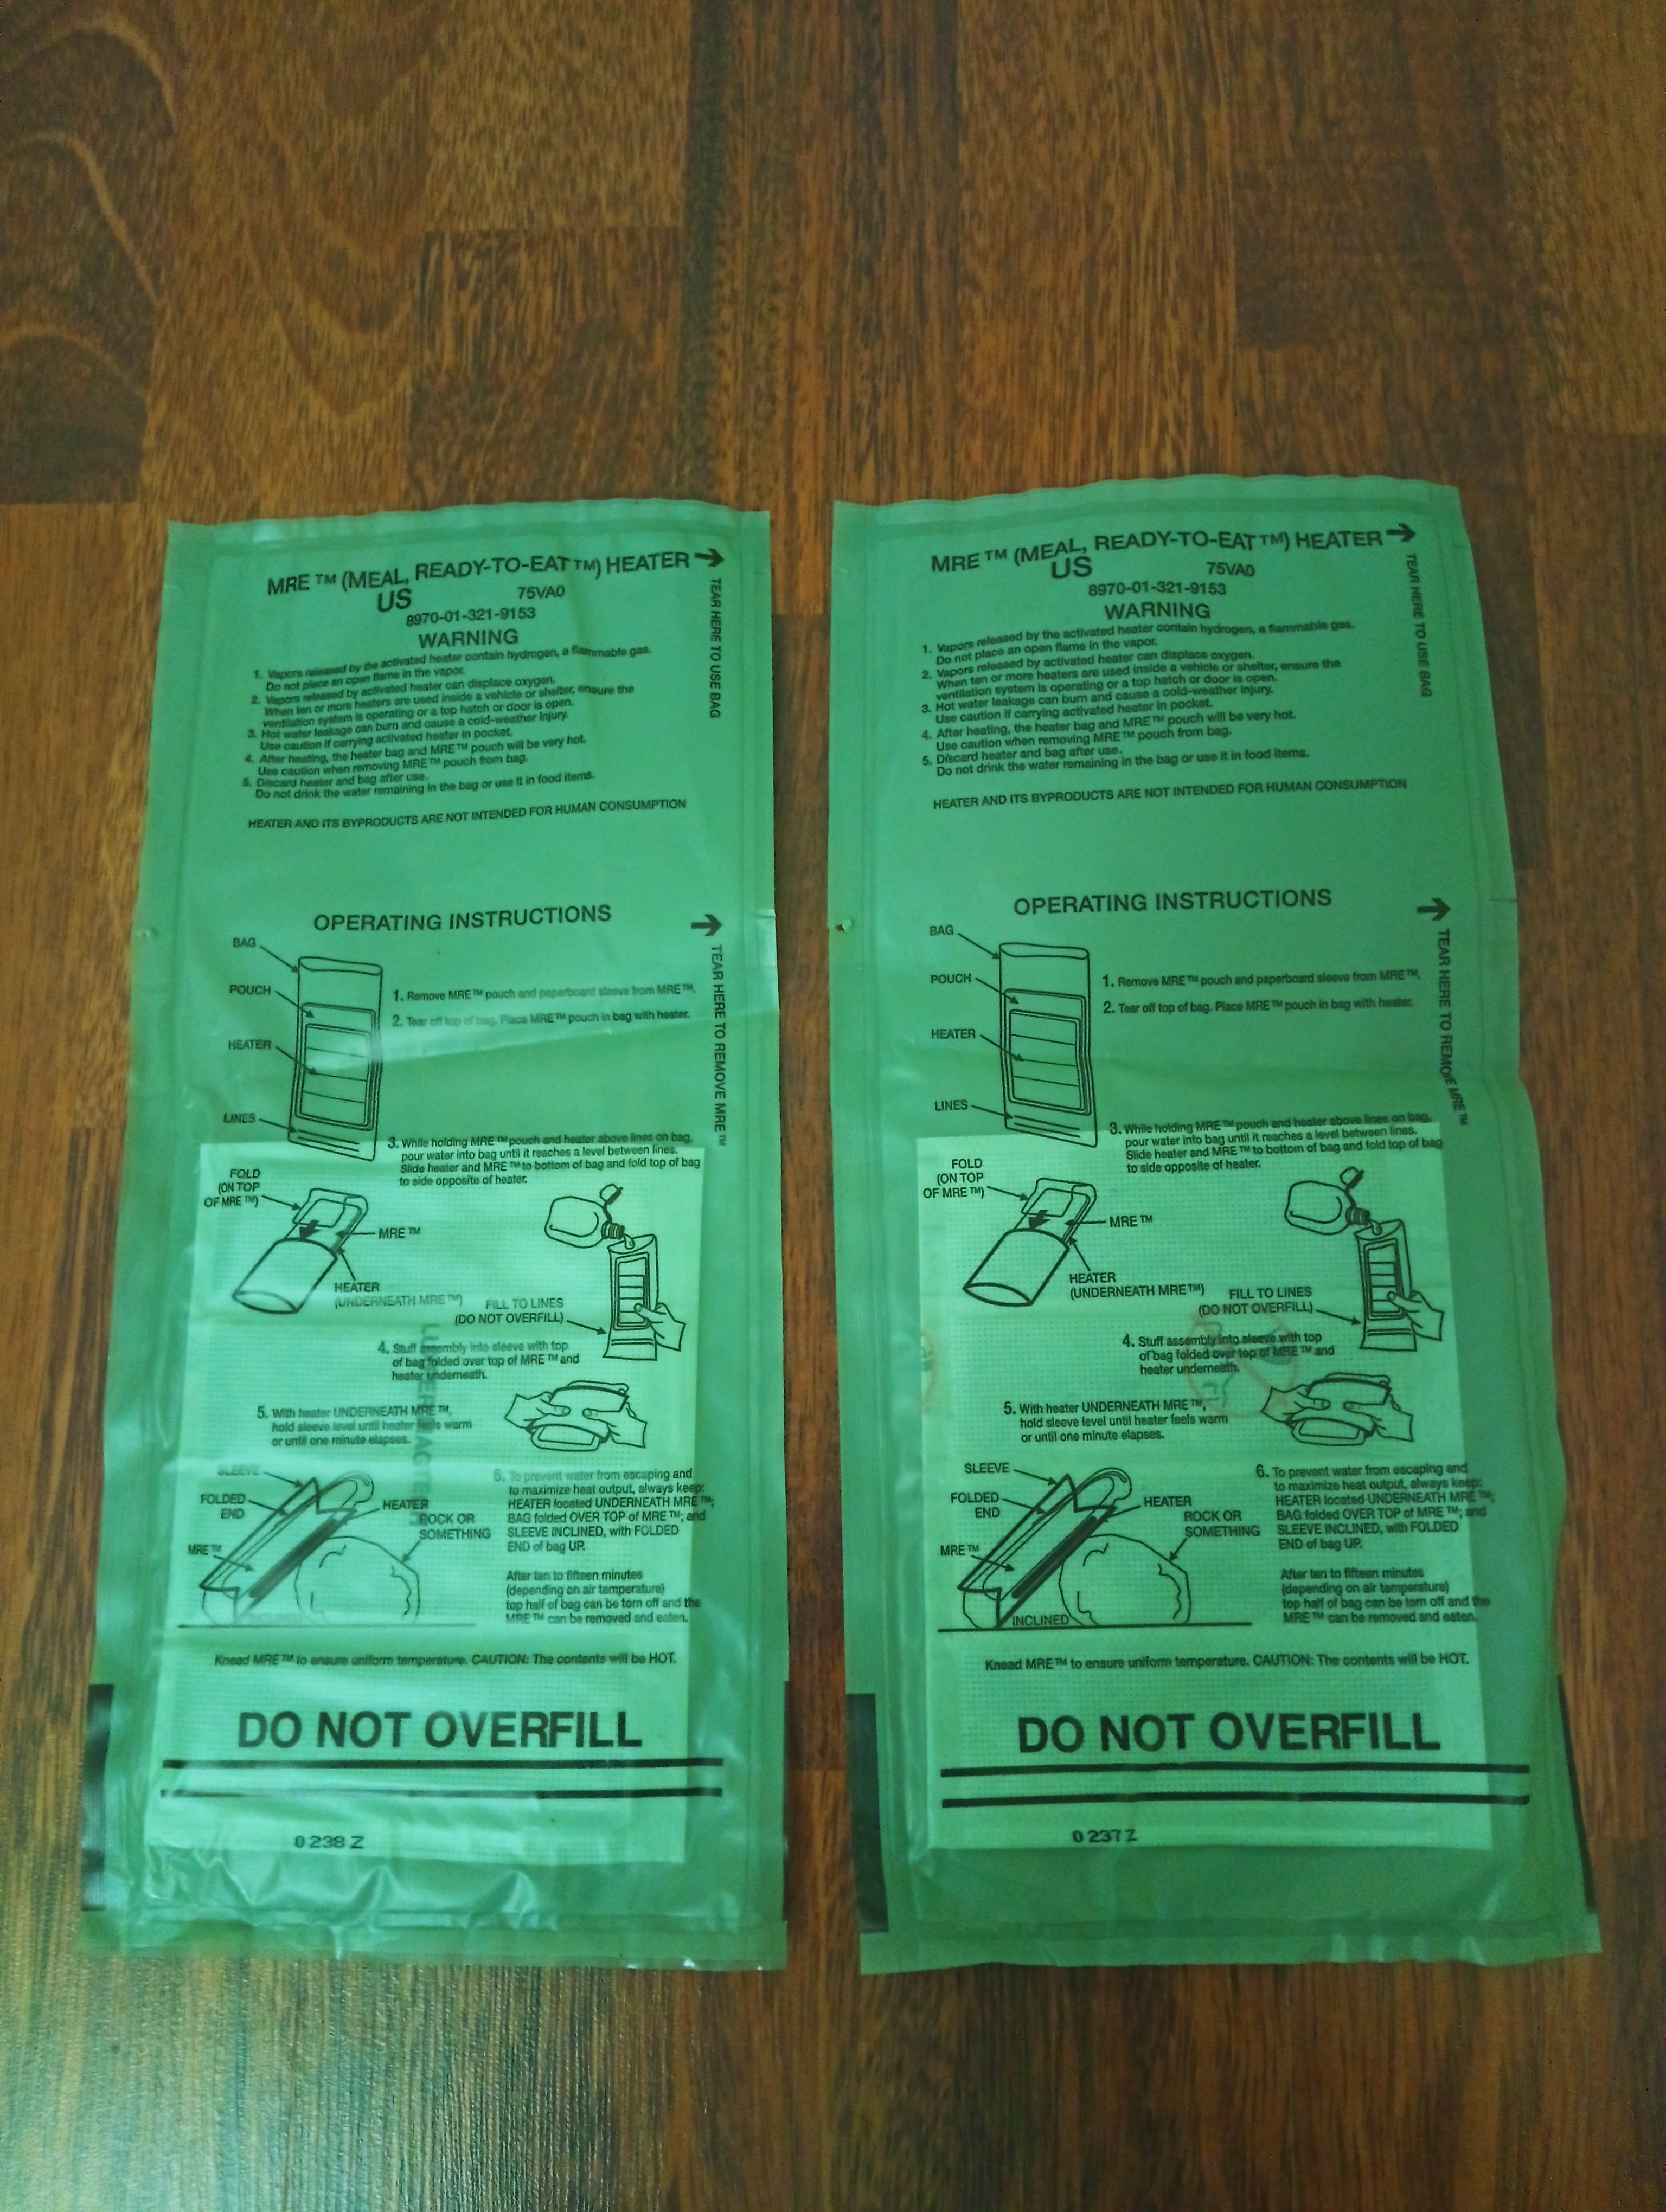 MRE™ (MEAL, READY-TO-EAT™) HEATER
US 75VA0
8970-01-321-9153
WARNING
1. Vapors released by the activated heater contain hydrogen, a flammable gas.
Do not place an open flame in the vapor.
2. Vapors released by activated heater can displace oxygen.
When ten or more heaters are used inside a vehicle or shelter, ensure the
ventilation system is operating or a top hatch or door is open.
3. Hot water leakage can burn and cause a cold-weather injury.
Use caution if carrying activated heater in pocket.
4. After heating, the heater bag and MRE™ pouch will be very hot.
Use caution when removing MRE™ pouch from bag.
5. Discard heater and bag after use.
Do not drink the water remaining in the bag or use it in food items.
HEATER AND ITS BYPRODUCTS ARE NOT INTENDED FOR HUMAN CONSUMPTION
TEAR HERE TO USE BAG
OPERATING INSTRUCTIONS
BAG
POUCH
HEATER
LINES
1. Remove MRE™ pouch and paperboard sleeve from MRE™.
2. Tear off top of bag. Place MRE™ pouch in bag with heater.
TEAR HERE TO REMOVE MRE™
3. While holding MRE™ pouch and heater above lines on bag,
pour water into bag until it reaches a level between lines.
Slide heater and MRE™ to bottom of bag and fold top of bag
to side opposite of heater.
FOLD
(ON TOP
OF MRE™)
MRE™
HEATER
(UNDERNEATH MRE™)
FILL TO LINES
(DO NOT OVERFILL)
4. Stuff assembly into sleeve with top
of bag folded over top of MRE™ and
heater underneath.
5. With heater UNDERNEATH MRE™,
hold sleeve level until heater feels warm
or until one minute elapses.
SLEEVE
FOLDED
END
MRE™
HEATER
ROCK OR
SOMETHING
6. To prevent water from escaping and
to maximize heat output, always keep:
HEATER located UNDERNEATH MRE™;
BAG folded OVER TOP of MRE™; and
SLEEVE INCLINED, with FOLDED
END of bag UP.
After ten to fifteen minutes
(depending on air temperature)
top half of bag can be torn off and the
MRE™ can be removed and eaten.
Knead MRE™ to ensure uniform temperature. CAUTION: The contents will be HOT.
DO NOT OVERFILL
0 238 Z
MRE™ (MEAL, READY-TO-EAT™) HEATER
US 75VA0
8970-01-321-9153
WARNING
1. Vapors released by the activated heater contain hydrogen, a flammable gas.
Do not place an open flame in the vapor.
2. Vapors released by activated heater can displace oxygen.
When ten or more heaters are used inside a vehicle or shelter, ensure the
ventilation system is operating or a top hatch or door is open.
3. Hot water leakage can burn and cause a cold-weather injury.
Use caution if carrying activated heater in pocket.
4. After heating, the heater bag and MRE™ pouch will be very hot.
Use caution when removing MRE™ pouch from bag.
5. Discard heater and bag after use.
Do not drink the water remaining in the bag or use it in food items.
HEATER AND ITS BYPRODUCTS ARE NOT INTENDED FOR HUMAN CONSUMPTION
TEAR HERE TO USE BAG
OPERATING INSTRUCTIONS
BAG
POUCH
HEATER
LINES
1. Remove MRE™ pouch and paperboard sleeve from MRE™.
2. Tear off top of bag. Place MRE™ pouch in bag with heater.
TEAR HERE TO REMOVE MRE™
3. While holding MRE™ pouch and heater above lines on bag,
pour water into bag until it reaches a level between lines.
Slide heater and MRE™ to bottom of bag and fold top of bag
to side opposite of heater.
FOLD
(ON TOP
OF MRE™)
MRE™
HEATER
(UNDERNEATH MRE™)
FILL TO LINES
(DO NOT OVERFILL)
4. Stuff assembly into sleeve with top
of bag folded over top of MRE™ and
heater underneath.
5. With heater UNDERNEATH MRE™,
hold sleeve level until heater feels warm
or until one minute elapses.
SLEEVE
FOLDED
END
MRE™
HEATER
ROCK OR
SOMETHING
INCLINED
6. To prevent water from escaping and
to maximize heat output, always keep:
HEATER located UNDERNEATH MRE™;
BAG folded OVER TOP of MRE™; and
SLEEVE INCLINED, with FOLDED
END of bag UP.
After ten to fifteen minutes
(depending on air temperature)
top half of bag can be torn off and the
MRE™ can be removed and eaten.
Knead MRE™ to ensure uniform temperature. CAUTION: The contents will be HOT.
DO NOT OVERFILL
0 237 Z